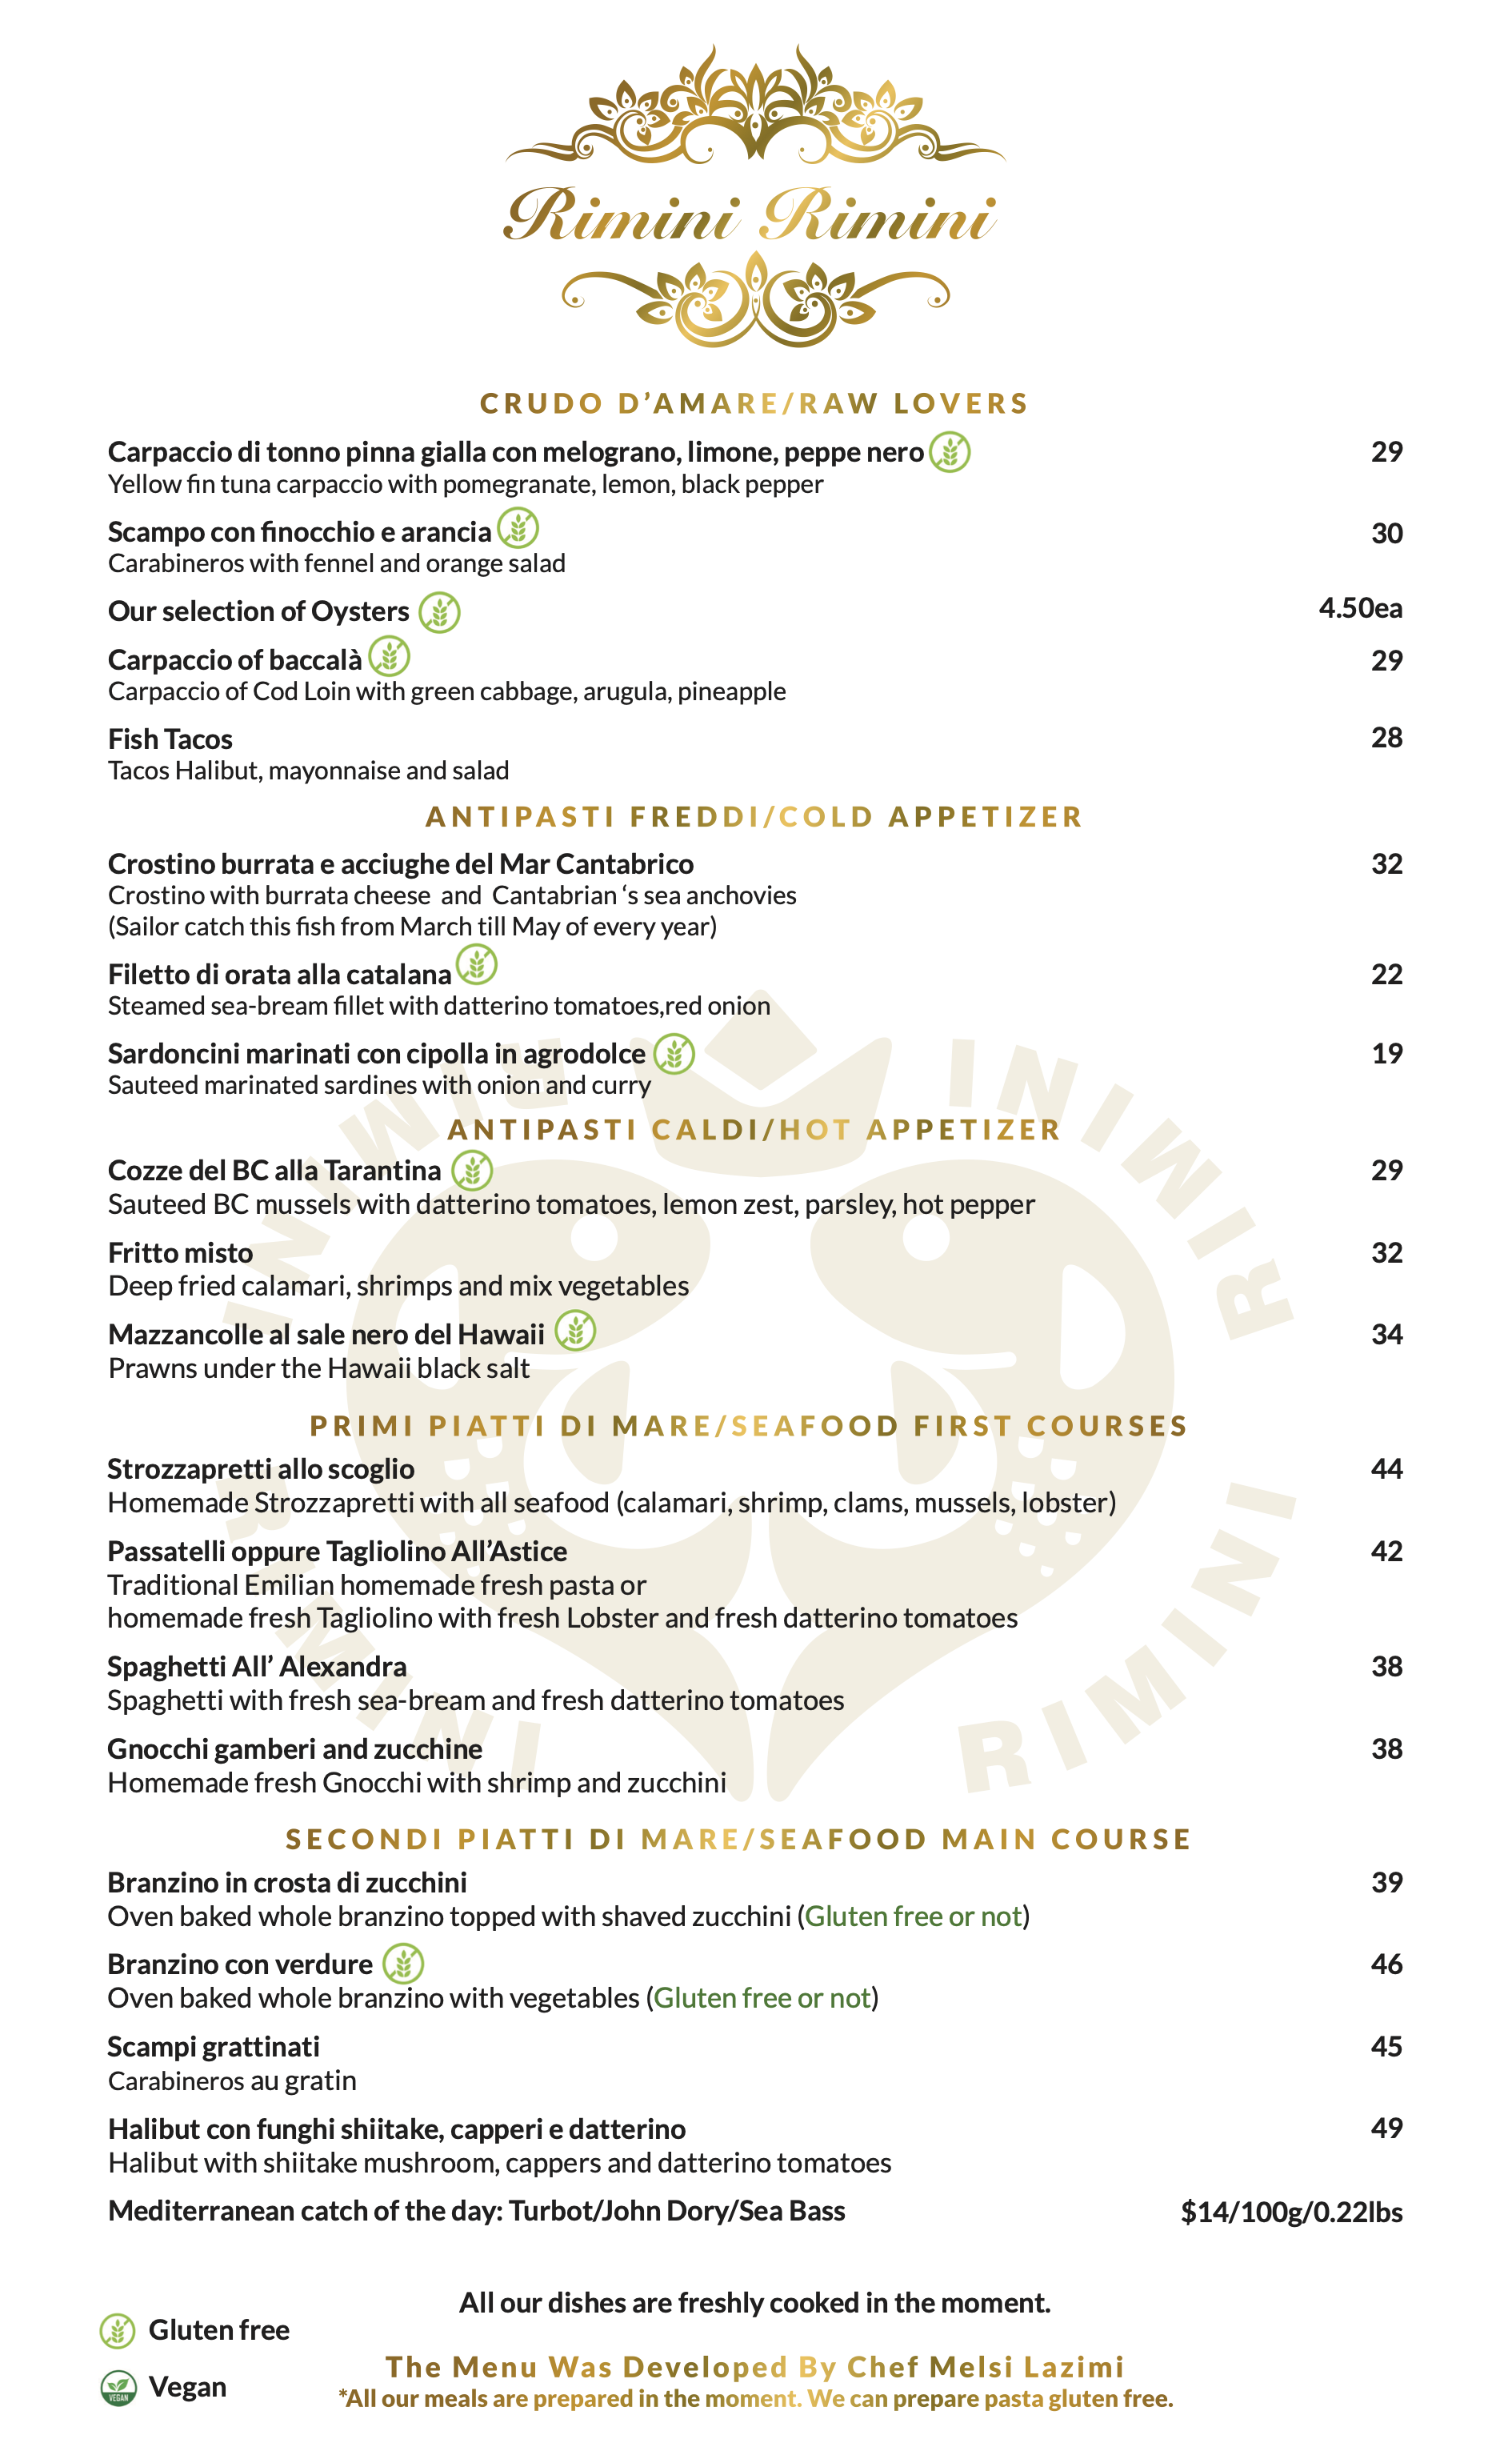 Rimini Rimini
CRUDO D'AMARE/RAW LOVERS
Carpaccio di tonno pinna gialla con melograno, limone, peppe nero 29
Yellow fin tuna carpaccio with pomegranate, lemon, black pepper
Scampo con finocchio e arancia 30
Carabineros with fennel and orange salad
Our selection of Oysters 4.50ea
Carpaccio of baccalà 29
Carpaccio of Cod Loin with green cabbage, arugula, pineapple
Fish Tacos 28
Tacos Halibut, mayonnaise and salad
ANTIPASTI FREDDI/COLD APPETIZER
Crostino burrata e acciughe del Mar Cantabrico 32
Crostino with burrata cheese and Cantabrian 's sea anchovies
(Sailor catch this fish from March till May of every year)
Filetto di orata alla catalana 22
Steamed sea-bream fillet with datterino tomatoes,red onion
Sardoncini marinati con cipolla in agrodolce 19
Sauteed marinated sardines with onion and curry
ANTIPASTI CALDI/HOT APPETIZER
Cozze del BC alla Tarantina 29
Sauteed BC mussels with datterino tomatoes, lemon zest, parsley, hot pepper
Fritto misto 32
Deep fried calamari, shrimps and mix vegetables
Mazzancolle al sale nero del Hawaii 34
Prawns under the Hawaii black salt
PRIMI PIATTI DI MARE/SEAFOOD FIRST COURSES
Strozzapretti allo scoglio 44
Homemade Strozzapretti with all seafood (calamari, shrimp, clams, mussels, lobster)
Passatelli oppure Tagliolino All'Astice 42
Traditional Emilian homemade fresh pasta or
homemade fresh Tagliolino with fresh Lobster and fresh datterino tomatoes
Spaghetti All' Alexandra 38
Spaghetti with fresh sea-bream and fresh datterino tomatoes
Gnocchi gamberi and zucchine 38
Homemade fresh Gnocchi with shrimp and zucchini
SECONDI PIATTI DI MARE/SEAFOOD MAIN COURSE
Branzino in crosta di zucchini 39
Oven baked whole branzino topped with shaved zucchini (Gluten free or not)
Branzino con verdure 46
Oven baked whole branzino with vegetables (Gluten free or not)
Scampi grattinati 45
Carabineros au gratin
Halibut con funghi shiitake, capperi e datterino 49
Halibut with shiitake mushroom, cappers and datterino tomatoes
Mediterranean catch of the day: Turbot/John Dory/Sea Bass $14/100g/0.22lbs
All our dishes are freshly cooked in the moment.
Gluten free
The Menu Was Developed By Chef Melsi Lazimi
VEGAN Vegan
*All our meals are prepared in the moment. We can prepare pasta gluten free.
RIMINI
RIMINI
RIMINI
RIMINI